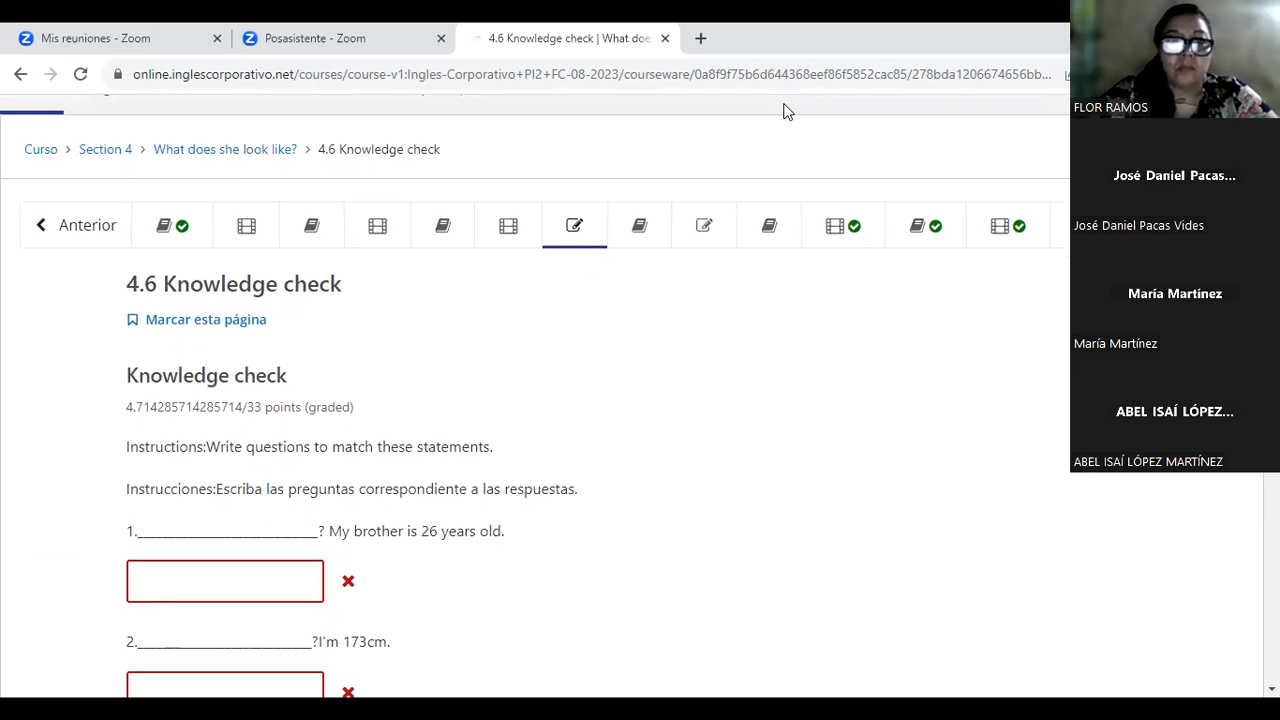 Mis reuniones - Zoom
Posasistente - Zoom
4.6 Knowledge check | What doe
online.inglescorporativo.net/courses/course-v1:Ingles-Corporativo+PI2+FC-08-2023/courseware/0a8f9f75b6d644368eef86f5852cac85/278bda1206674656bb...
Curso > Section 4 > What does she look like? > 4.6 Knowledge check
Anterior
4.6 Knowledge check
Marcar esta página
Knowledge check
4.714285714285714/33 points (graded)
Instructions:Write questions to match these statements.
Instrucciones:Escriba las preguntas correspondiente a las respuestas.
1.___________________________? My brother is 26 years old.
2.__________________________?I'm 173cm.
FLOR RAMOS
José Daniel Pacas...
José Daniel Pacas Vides
María Martínez
María Martínez
ABEL ISAÍ LÓPEZ...
ABEL ISAÍ LÓPEZ MARTÍNEZ